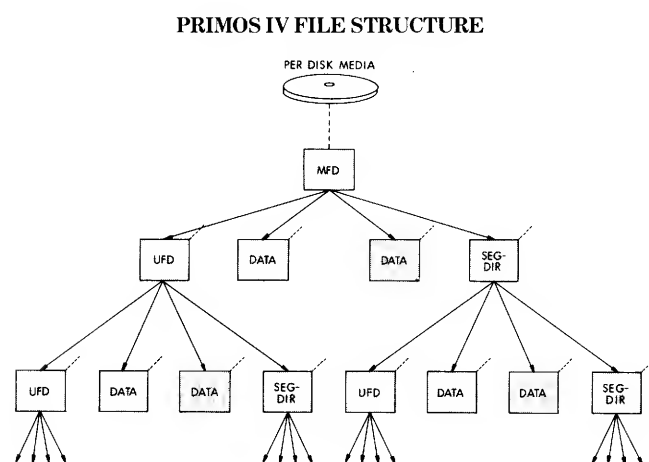 PRIMOS IV FILE STRUCTURE
PER DISK MEDIA
MFD
UFD
DATA
DATA
SEG-
DIR
UFD
DATA
DATA
SEG-
DIR
UFD
DATA
DATA
SEG-
DIR